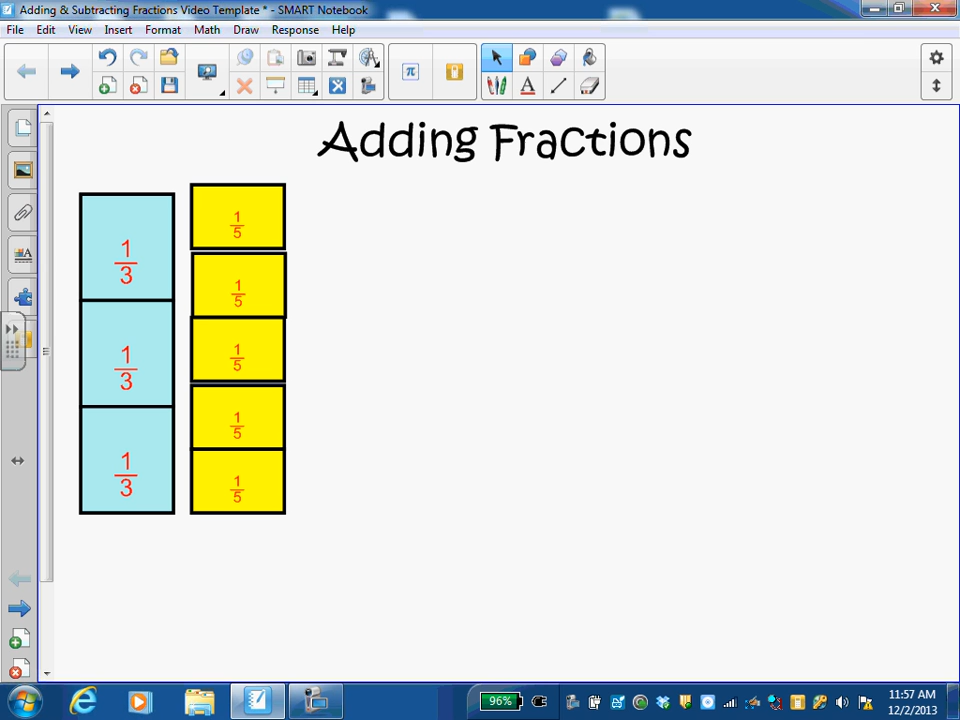 Adding & Subtracting Fractions Video Template * - SMART Notebook
File Edit View Insert Format Math Draw Response Help
π
A
A
Adding Fractions
1
3
1
3
1
3
1
5
1
5
1
5
1
5
1
5
96%
11:57 AM
12/2/2013